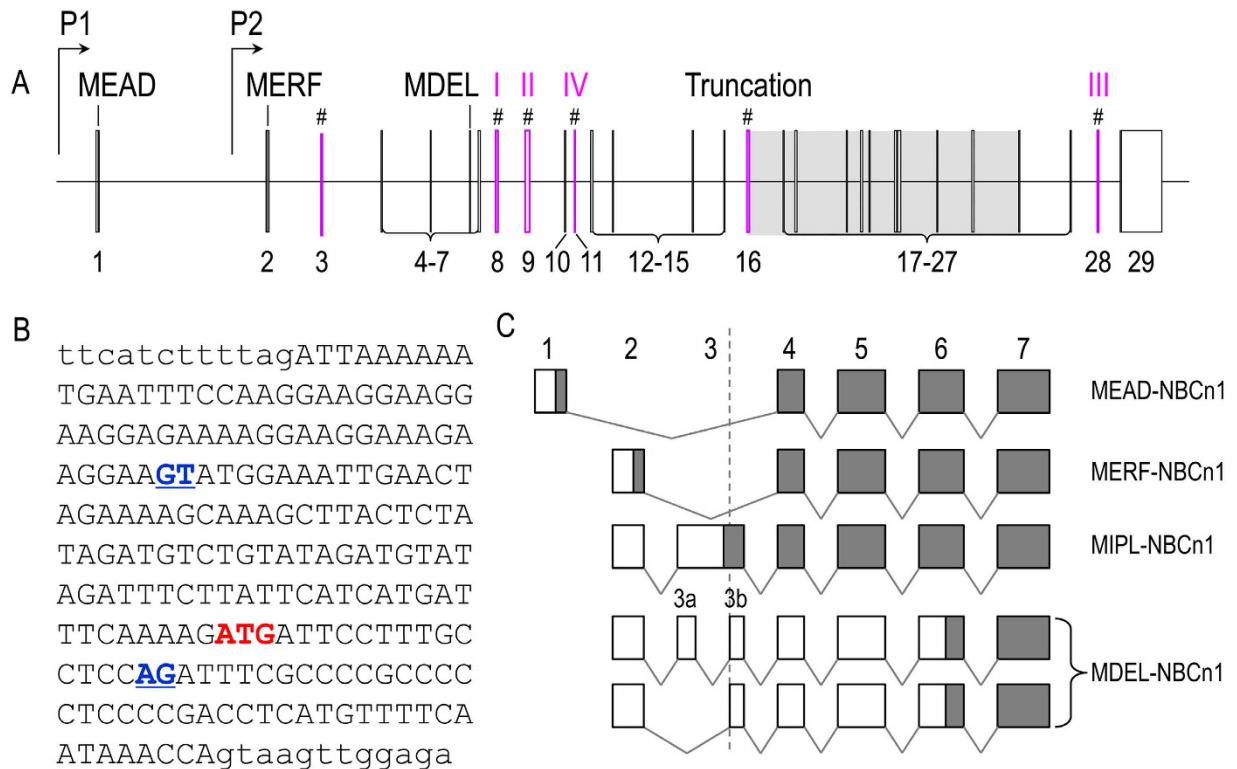 P1
P2
A
MEAD
MERF
MDEL
I
II
IV
Truncation
III
#
#
#
#
#
#
1
2
3
4-7
8
9
10
11
12-15
16
17-27
28
29
B
ttcatcttttagATTAAAAAA
TGAATTTCCAAGGAAGGAAGG
AAGGAGAAAAGGAAGGAAAGA
AGGAAGTATGGAAATTGAACT
AGAAAAGCAAAGCTTACTCTA
TAGATGTCTGTATAGATGTAT
AGATTTCTTATTCATCATGAT
TTCAAAAGATGATTCCTTTGC
CTCCAGATTTCGCCCCGCCCC
CTCCCCGACCTCATGTTTTCA
ATAAACCAgtaagttggaga
C
1 2 3 4 5 6 7
MEAD-NBCn1
MERF-NBCn1
MIPL-NBCn1
3a 3b
MDEL-NBCn1